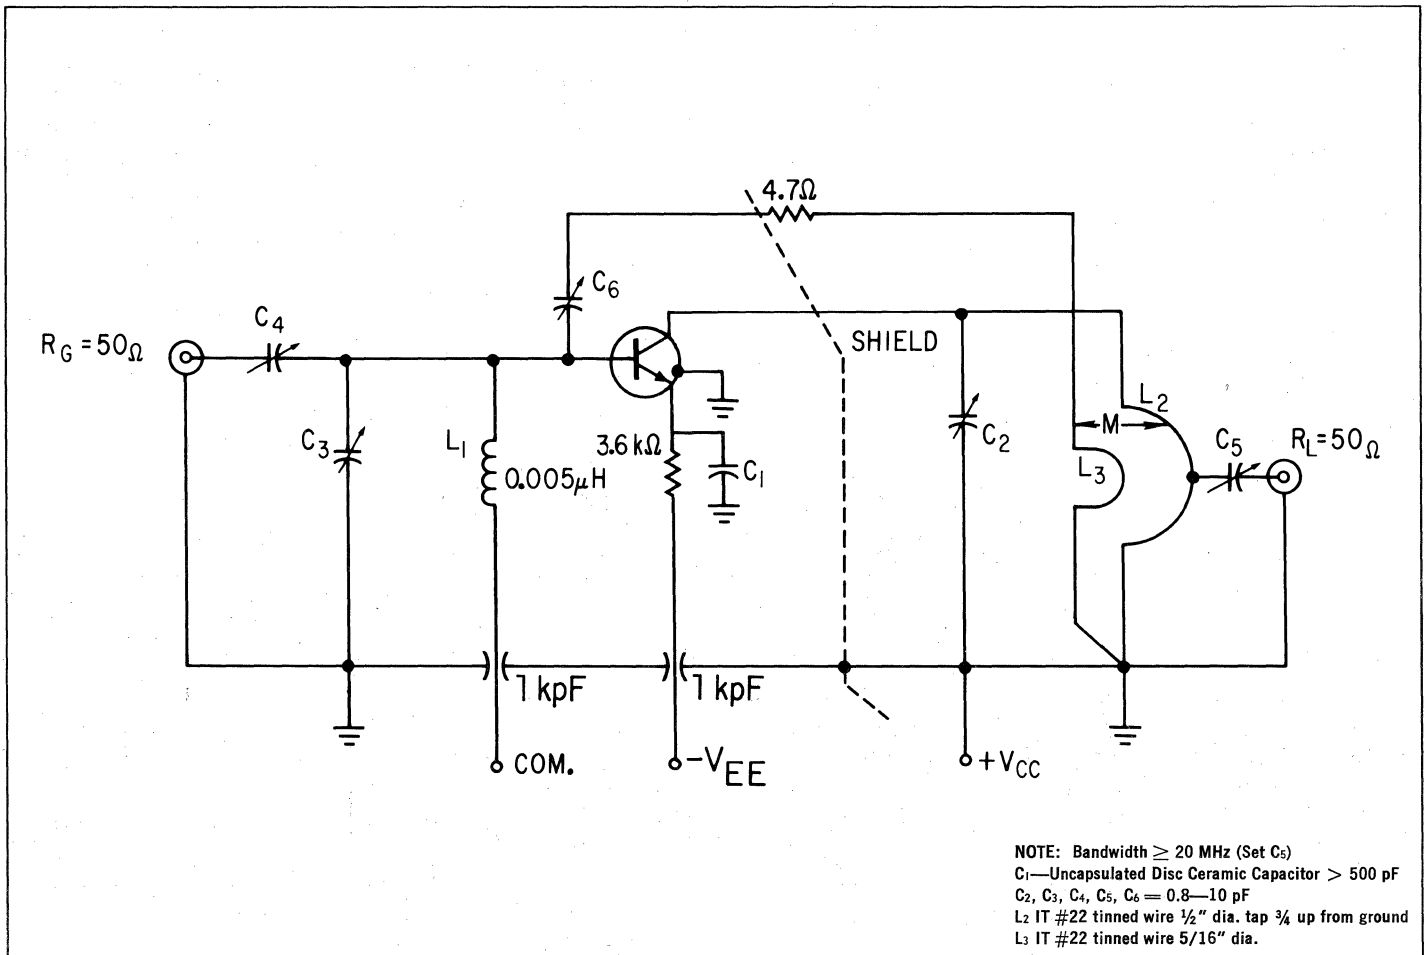 4.7Ω
C6
C4
RG = 50Ω
SHIELD
L2
M
C2
C5
RL = 50Ω
C3
L1
3.6 kΩ
L3
0.005μH
C1
1 kpF
1 kpF
COM.
-VEE
+VCC
NOTE: Bandwidth ≥ 20 MHz (Set C5)
C1—Uncapsulated Disc Ceramic Capacitor > 500 pF
C2, C3, C4, C5, C6 = 0.8—10 pF
L2 IT #22 tinned wire ½" dia. tap ¾ up from ground
L3 IT #22 tinned wire 5/16" dia.